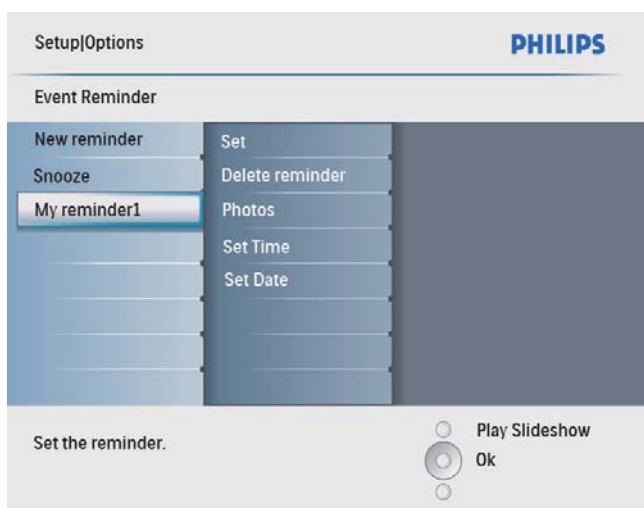 Setup|Options
PHILIPS
Event Reminder
New reminder
Snooze
My reminder1
Set
Delete reminder
Photos
Set Time
Set Date
Set the reminder.
Play Slideshow
Ok